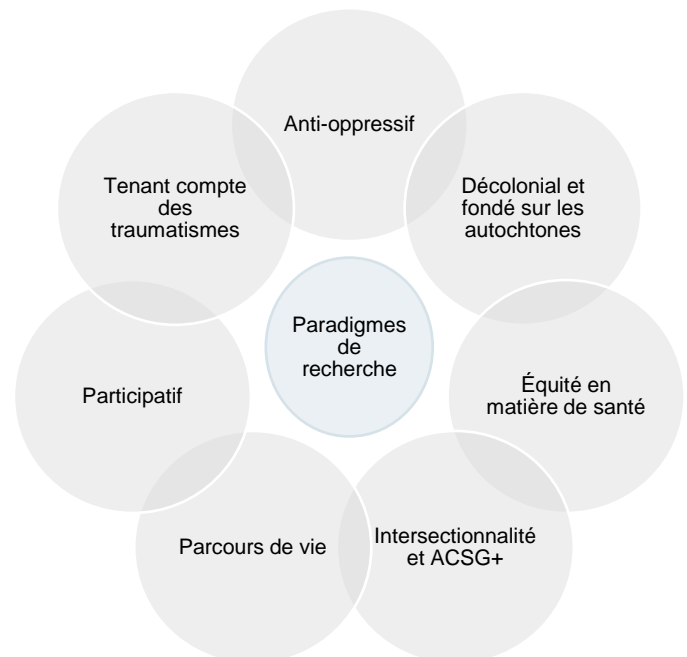 Anti-oppressif
Décolonial et
fondé sur les
autochtones
Équité en
matière de santé
Intersectionnalité
et ACSG+
Parcours de vie
Participatif
Tenant compte
des
traumatismes
Paradigmes
de
recherche